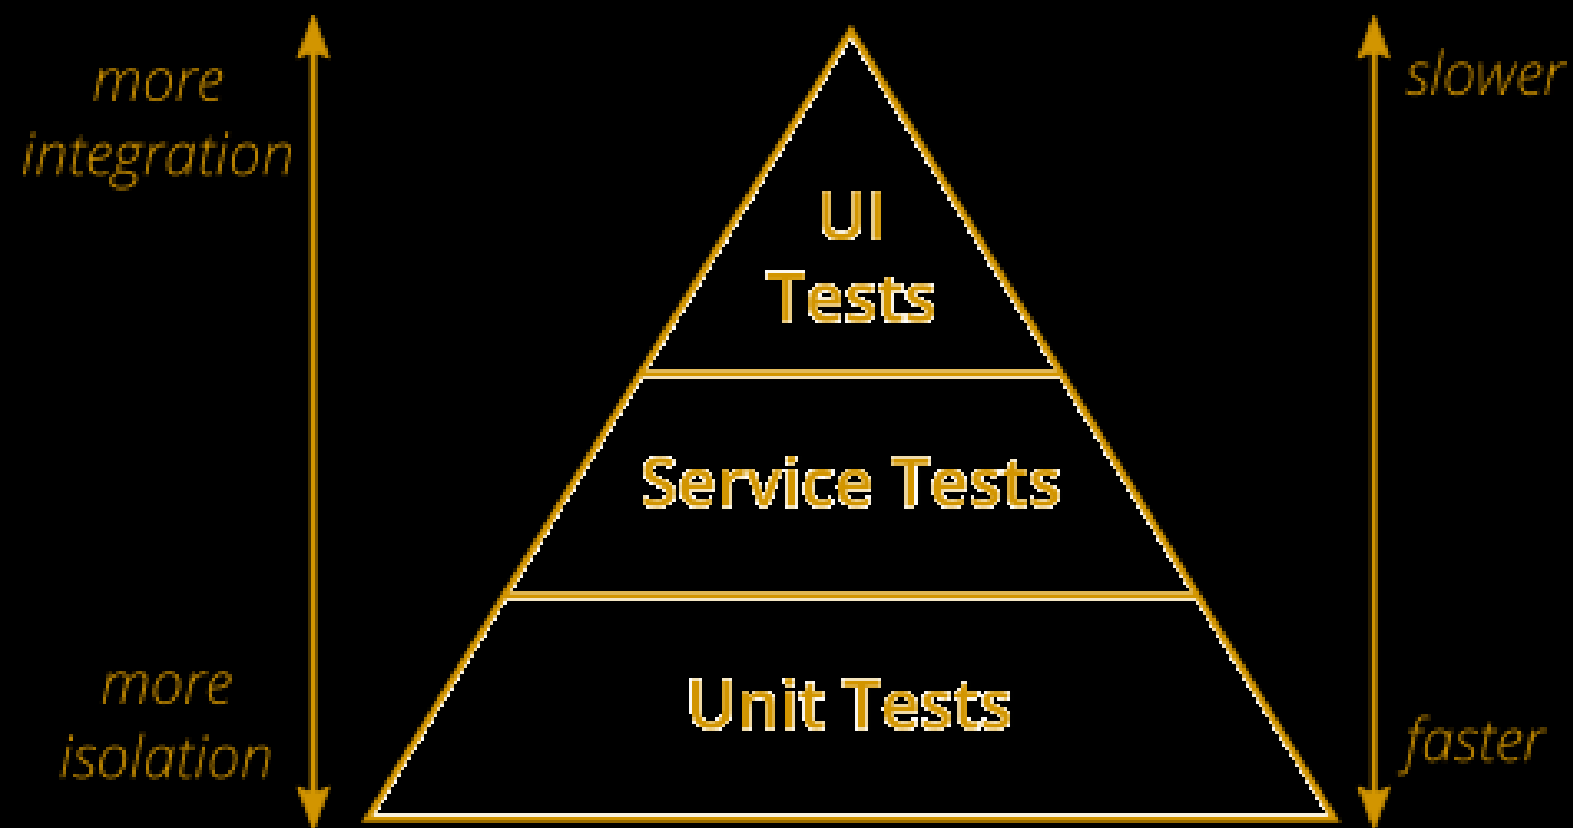 more
integration
slower
UI
Tests
Service Tests
Unit Tests
more
isolation
faster